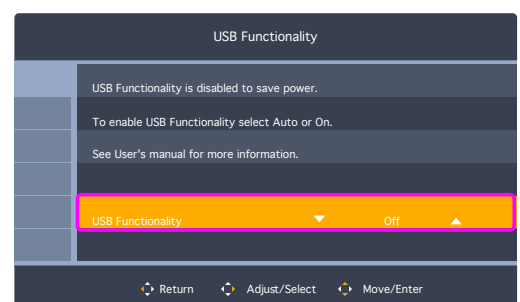 USB Functionality
USB Functionality is disabled to save power.
To enable USB Functionality select Auto or On.
See User's manual for more information.
USB Functionality Off
Return Adjust/Select Move/Enter